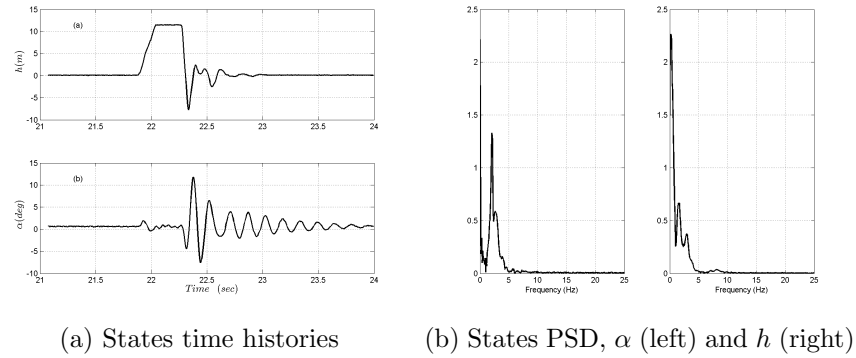 15
10
5
0
-5
-10
h(m)
(a)
21 21.5 22 22.5 23 23.5 24
15
10
5
0
-5
-10
α(deg)
(b)
21 21.5 22 22.5 23 23.5 24
Time (sec)
2.5
2
1.5
1
0.5
0
0 5 10 15 20 25
Frequency (Hz)
2.5
2
1.5
1
0.5
0
0 5 10 15 20 25
Frequency (Hz)
(a) States time histories
(b) States PSD, α (left) and h (right)